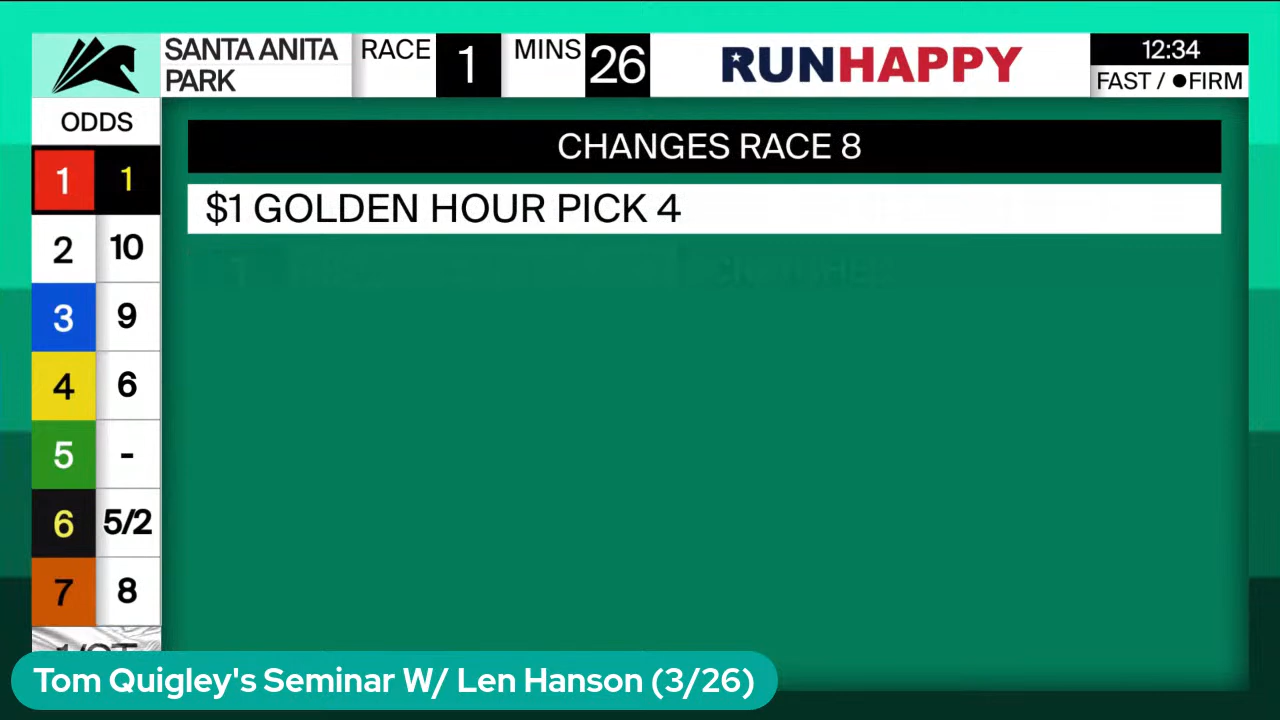 SANTA ANITA PARK
RACE 1
MINS 26
RUNHAPPY
12:34
FAST / ●FIRM
ODDS
1 1
2 10
3 9
4 6
5 -
6 5/2
7 8
CHANGES RACE 8
$1 GOLDEN HOUR PICK 4
Tom Quigley's Seminar W/ Len Hanson (3/26)